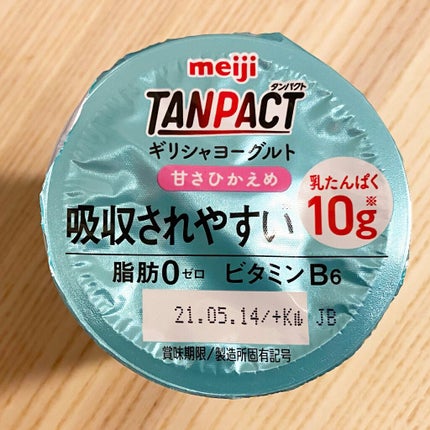 meiji
タンパクト
TANPACT
ギリシャヨーグルト
甘さひかえめ
乳たんぱく
10g※
吸収されやすい
脂肪0ゼロ ビタミンB6
21.05.14/+Kル JB
賞味期限/製造所固有記号